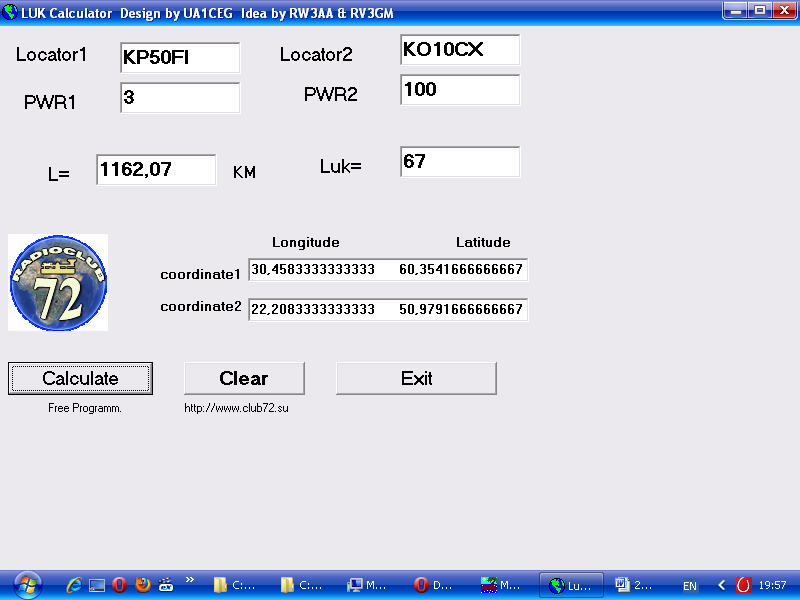 LUK Calculator Design by UA1CEG Idea by RW3AA & RV3GM
Locator1 KP50FI Locator2 KO10CX
PWR1 3 PWR2 100
L= 1162,07 KM Luk= 67
Longitude Latitude
RADIOCLUB
72
coordinate1 30,4583333333333 60,3541666666667
coordinate2 22,2083333333333 50,9791666666667
Calculate Clear Exit
Free Programm. http://www.club72.su
» C:... C:... M... D... M... Lu... 2... EN 19:57